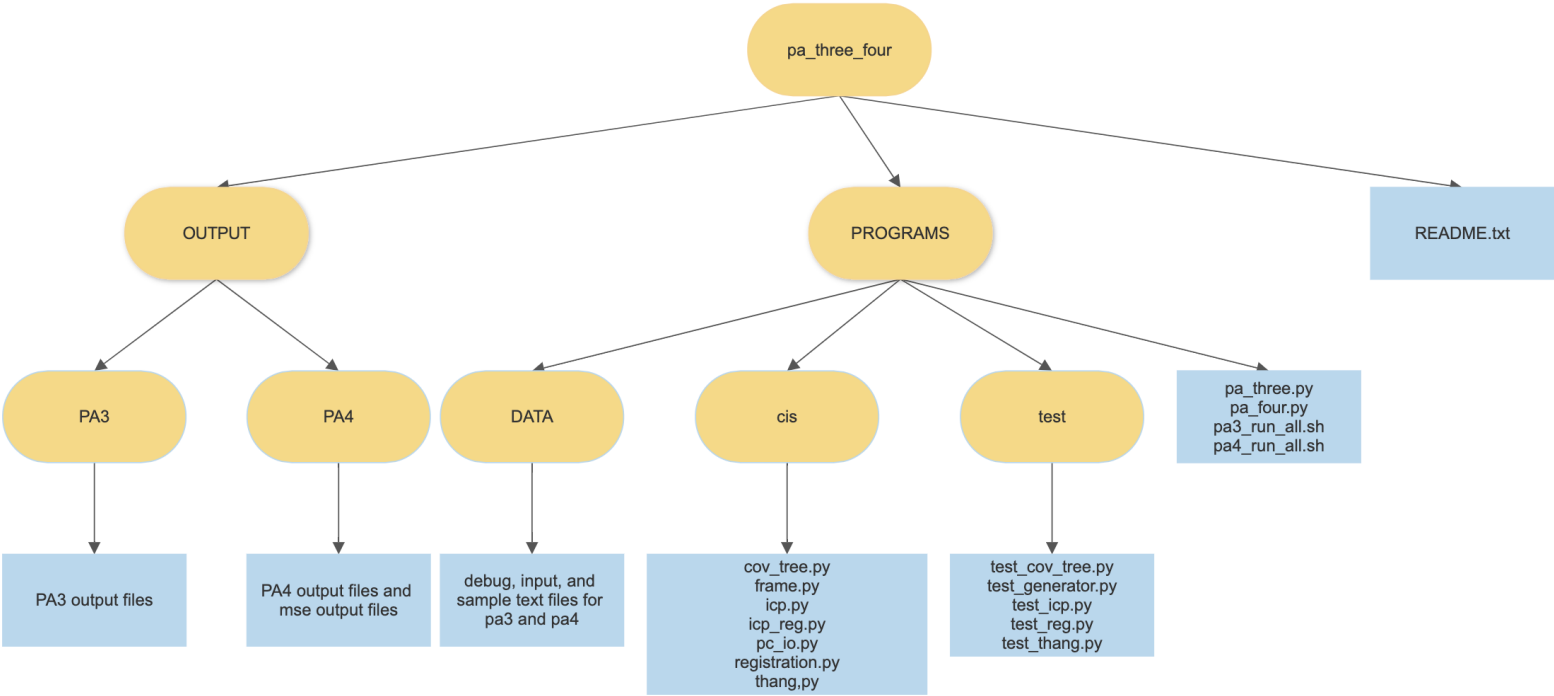 pa_three_four
OUTPUT
PROGRAMS
README.txt
PA3
PA4
DATA
cis
test
pa_three.py
pa_four.py
pa3_run_all.sh
pa4_run_all.sh
PA3 output files
PA4 output files and
mse output files
debug, input, and
sample text files for
pa3 and pa4
cov_tree.py
frame.py
icp.py
icp_reg.py
pc_io.py
registration.py
thang,py
test_cov_tree.py
test_generator.py
test_icp.py
test_reg.py
test_thang.py